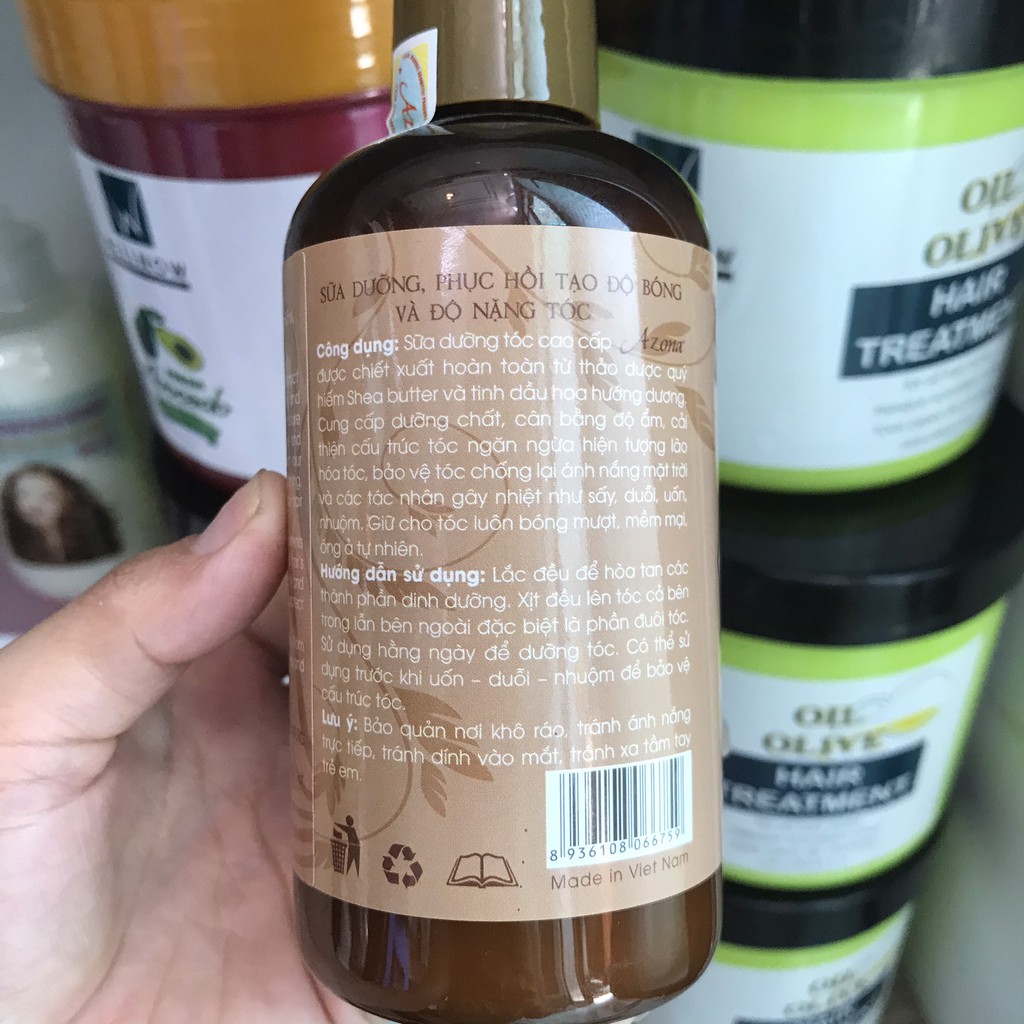 SỮA DƯỠNG, PHỤC HỒI TẠO ĐỘ BÓNG
VÀ ĐỘ NẶNG TÓC
Công dụng: Sữa dưỡng tóc cao cấp Azona
được chiết xuất hoàn toàn từ thảo dược quý
hiếm Shea butter và tinh dầu hoa hướng dương.
Cung cấp dưỡng chất, cân bằng độ ẩm, cải
thiện cấu trúc tóc ngăn ngừa hiện tượng lão
hóa tóc, bảo vệ tóc chống lại ánh nắng mặt trời
và các tác nhân gây nhiệt như sấy, duỗi, uốn,
nhuộm. Giữ cho tóc luôn bóng mượt, mềm mại,
óng ả tự nhiên.
Hướng dẫn sử dụng: Lắc đều để hòa tan các
thành phần dinh dưỡng. Xịt đều lên tóc cả bên
trong lẫn bên ngoài đặc biệt là phần đuôi tóc.
Sử dụng hằng ngày để dưỡng tóc. Có thể sử
dụng trước khi uốn – duỗi – nhuộm để bảo vệ
cấu trúc tóc.
Lưu ý: Bảo quản nơi khô ráo, tránh ánh nắng
trực tiếp, tránh dính vào mắt, tránh xa tầm tay
trẻ em.
8 936108 066759
Made in Viet Nam
OIL
OLIVE
HAIR
TREATMENT
OIL
OLIVE
HAIR
TREATMENT
OIL
Avocado